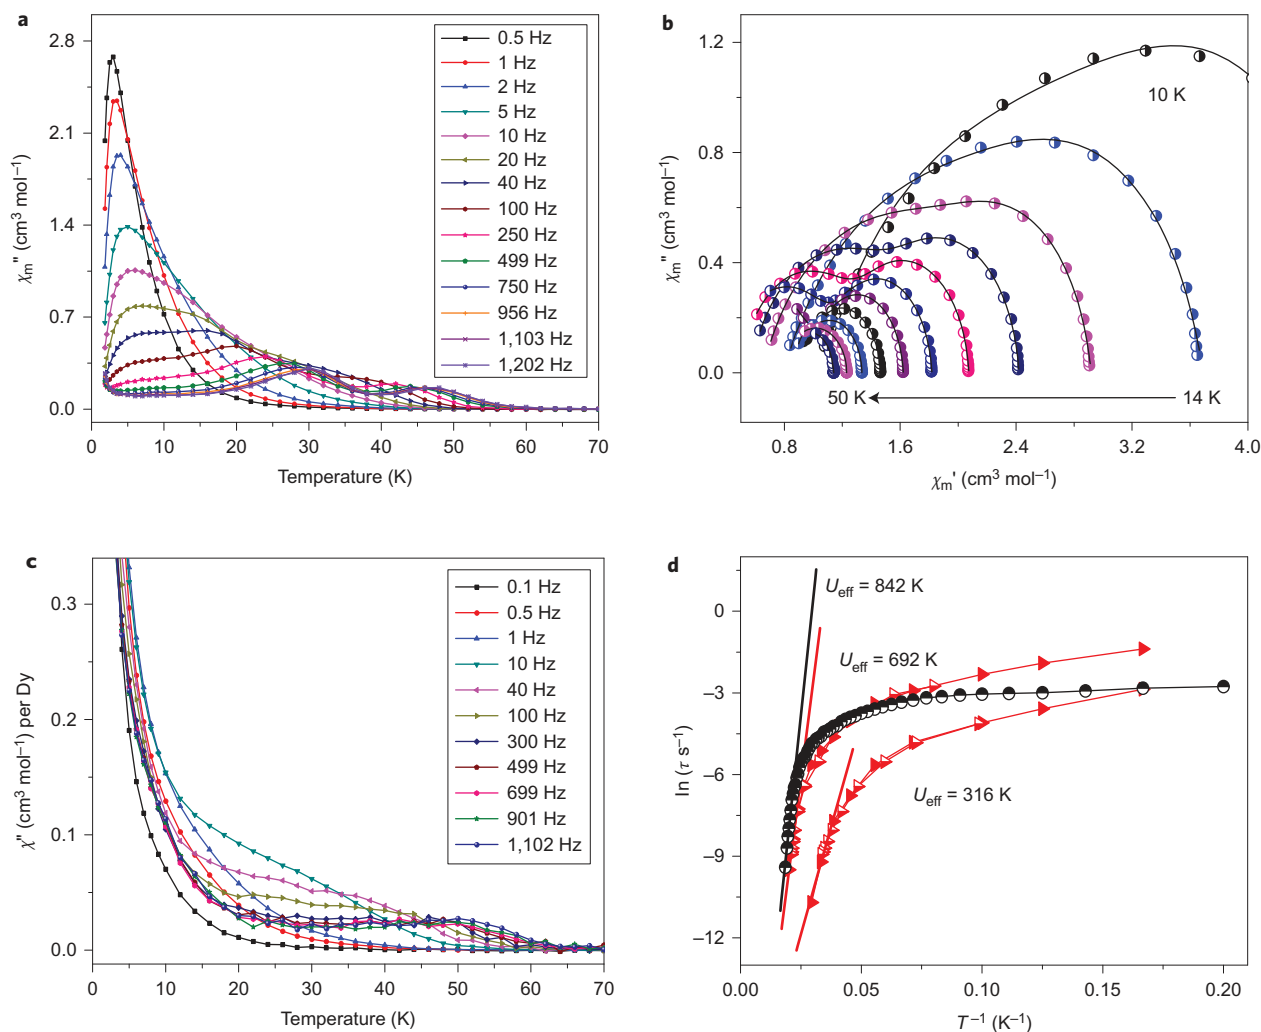 a
χm" (cm3 mol–1)
2.8
2.1
1.4
0.7
0.0
0 10 20 30 40 50 60 70
Temperature (K)
0.5 Hz
1 Hz
2 Hz
5 Hz
10 Hz
20 Hz
40 Hz
100 Hz
250 Hz
499 Hz
750 Hz
956 Hz
1,103 Hz
1,202 Hz
b
χm" (cm3 mol–1)
1.2
0.8
0.4
0.0
10 K
50 K
14 K
0.8 1.6 2.4 3.2 4.0
χm' (cm3 mol–1)
c
χ" (cm3 mol–1) per Dy
0.3
0.2
0.1
0.0
0 10 20 30 40 50 60 70
Temperature (K)
0.1 Hz
0.5 Hz
1 Hz
10 Hz
40 Hz
100 Hz
300 Hz
499 Hz
699 Hz
901 Hz
1,102 Hz
d
ln (τ s–1)
0
–3
–6
–9
–12
Ueff = 842 K
Ueff = 692 K
Ueff = 316 K
0.00 0.05 0.10 0.15 0.20
T–1 (K–1)